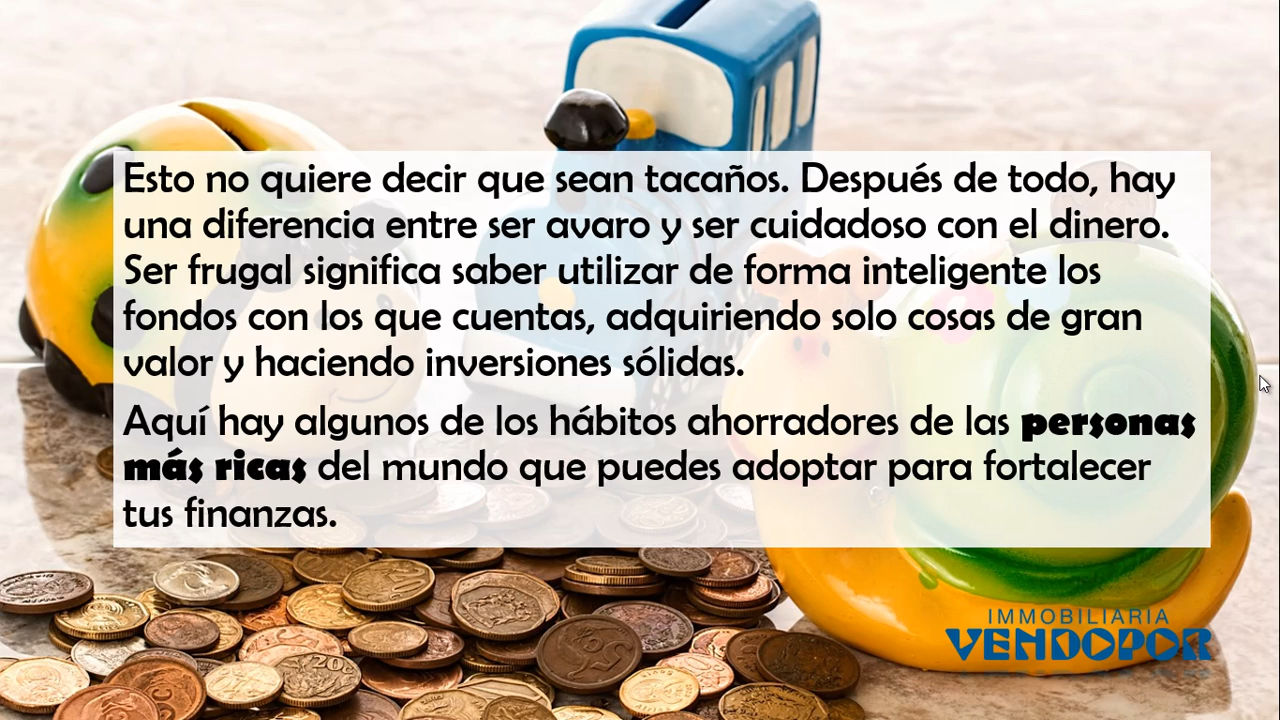 Esto no quiere decir que sean tacaños. Después de todo, hay
una diferencia entre ser avaro y ser cuidadoso con el dinero.
Ser frugal significa saber utilizar de forma inteligente los
fondos con los que cuentas, adquiriendo solo cosas de gran
valor y haciendo inversiones sólidas.
Aquí hay algunos de los hábitos ahorradores de las personas
más ricas del mundo que puedes adoptar para fortalecer
tus finanzas.
20
IMMOBILIARIA
VENDOPOR